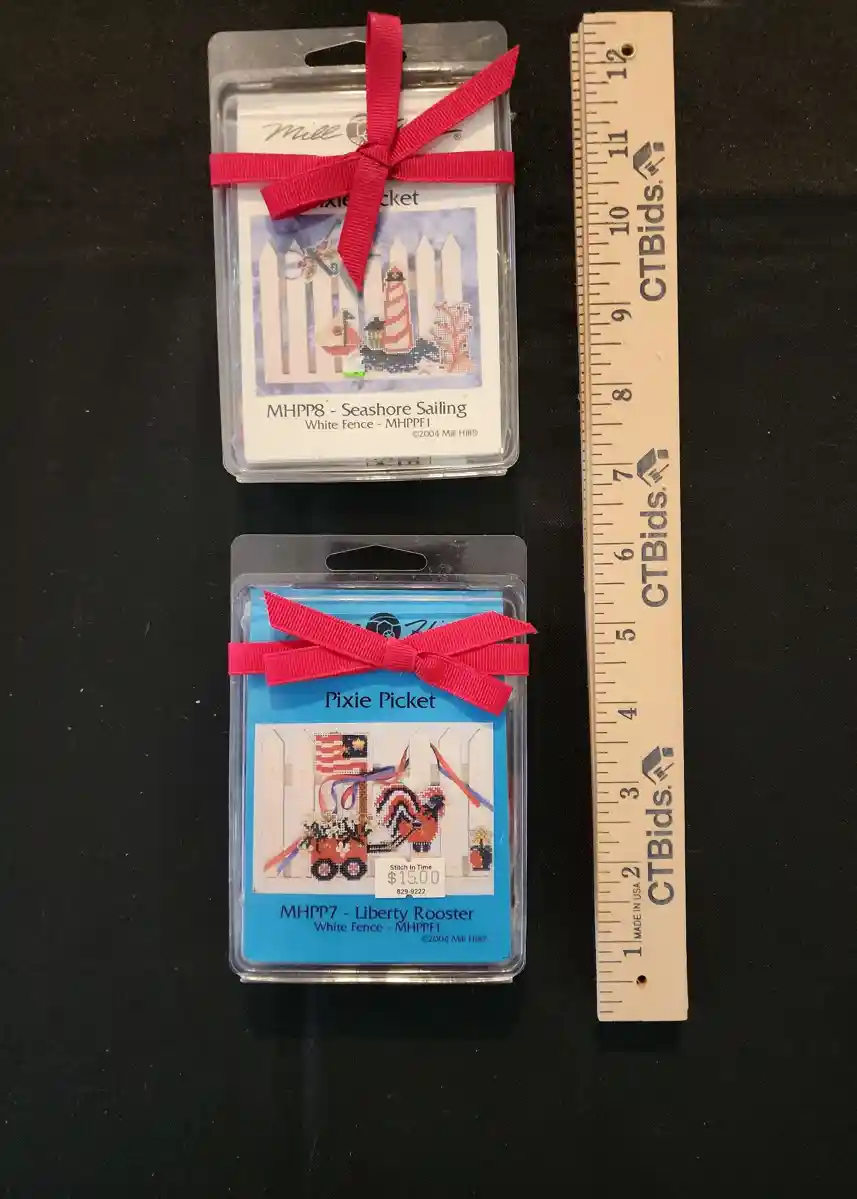 Mill
®
Pixie Picket
MHPP8 - Seashore Sailing
White Fence - MHPPF1
©2004 Mill Hill®
Pixie Picket
Stitch in Time
$15.00
829-9222
MHPP7 - Liberty Rooster
White Fence - MHPPF1
©2004 Mill Hill®
12
11
10
9
8
7
6
5
4
3
2
1
CTBids.
CTBids.
CTBids.
MADE IN USA